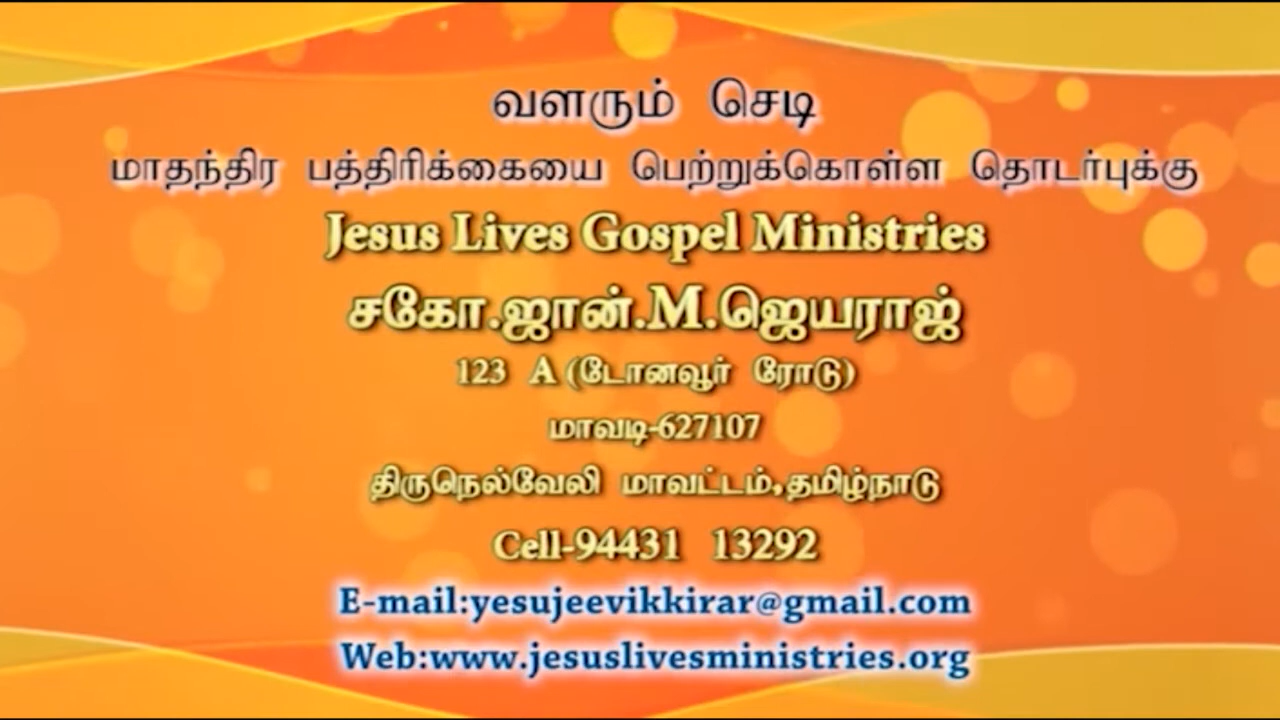 வளரும் செடி
மாதந்திர பத்திரிக்கையை பெற்றுக்கொள்ள தொடர்புக்கு
Jesus Lives Gospel Ministries
சகோ.ஜான்.M.ஜெயராஜ்
123 A (டோனவூர் ரோடு)
மாவடி-627107
திருநெல்வேலி மாவட்டம்,தமிழ்நாடு
Cell-94431 13292
E-mail:yesujeevikkirar@gmail.com
Web:www.jesuslivesministries.org